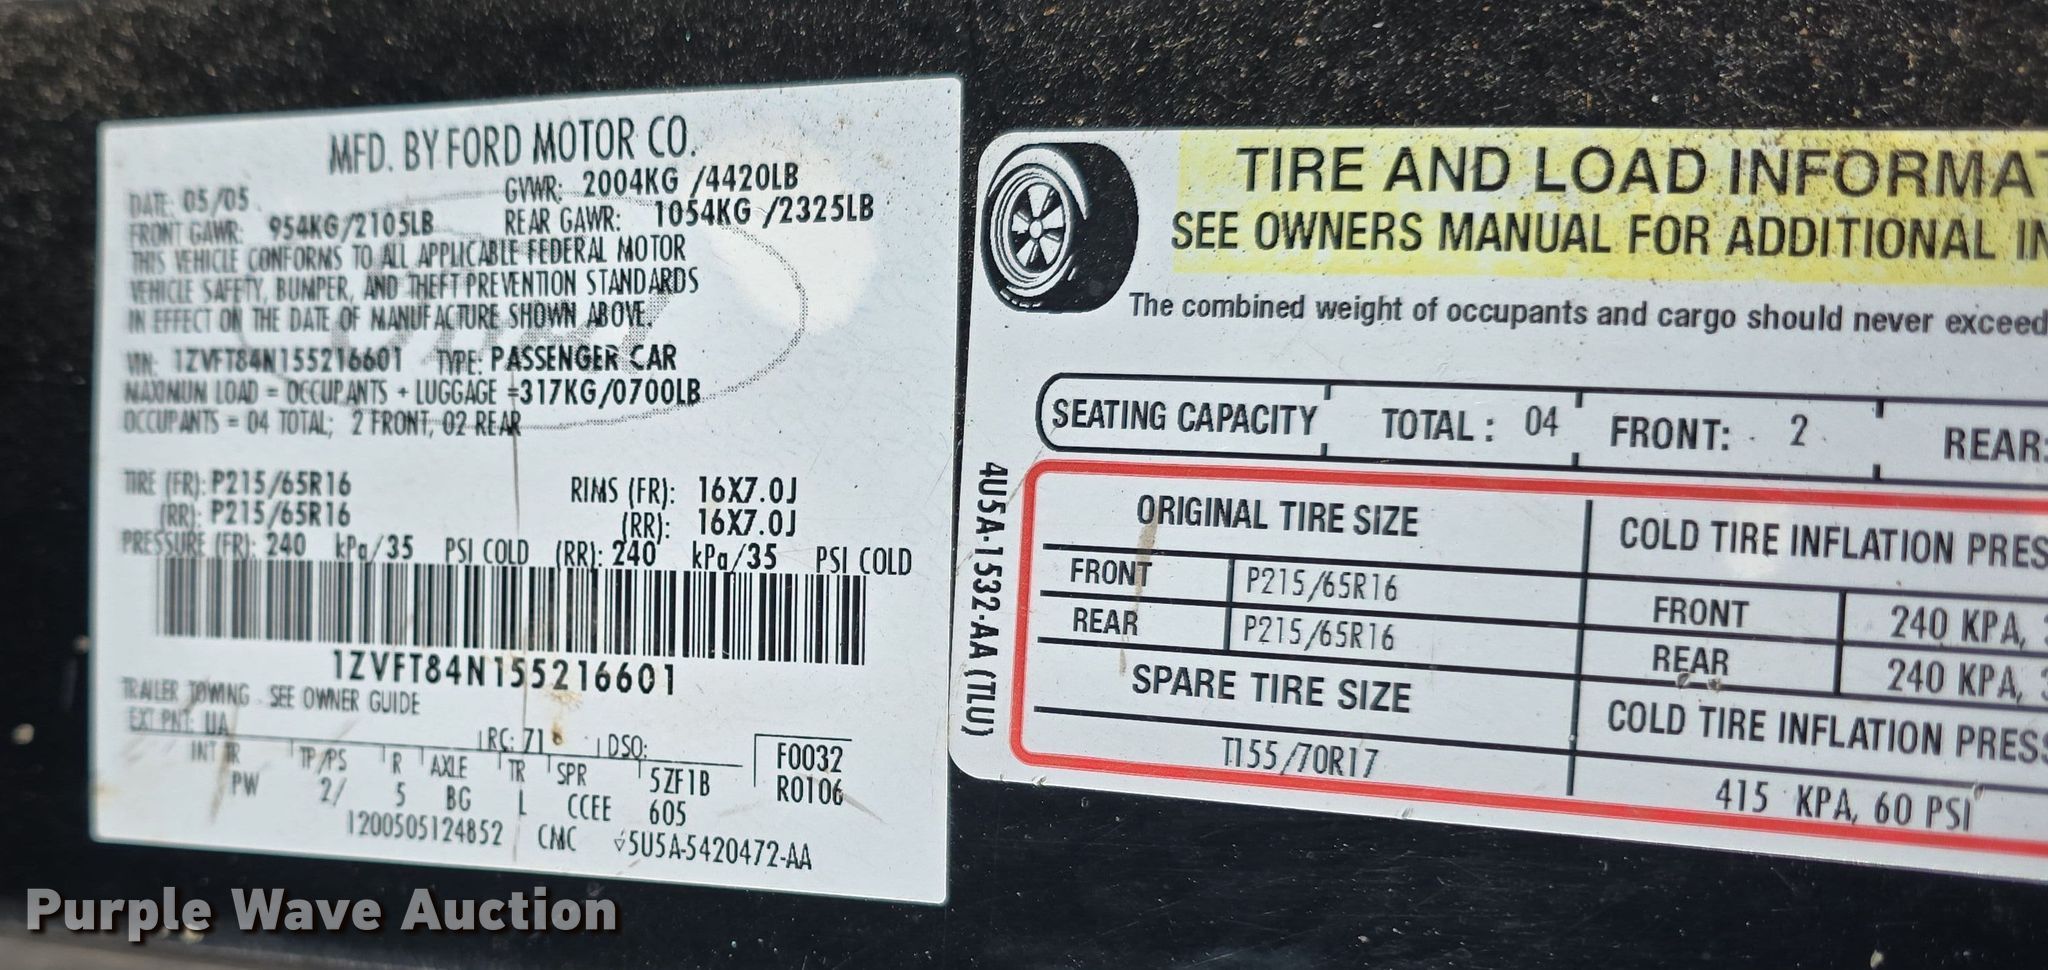 MFD. BY FORD MOTOR CO.
DATE: 05/05 GVWR: 2004KG /4420LB
FRONT GAWR: 954KG/2105LB REAR GAWR: 1054KG /2325LB
THIS VEHICLE CONFORMS TO ALL APPLICABLE FEDERAL MOTOR
VEHICLE SAFETY, BUMPER, AND THEFT PREVENTION STANDARDS
IN EFFECT ON THE DATE OF MANUFACTURE SHOWN ABOVE.
VIN: 1ZVFT84N155216601 TYPE: PASSENGER CAR
MAXIMUM LOAD = OCCUPANTS + LUGGAGE =317KG/0700LB
OCCUPANTS = 04 TOTAL; 2 FRONT, 02 REAR
TIRE (FR): P215/65R16 RIMS (FR): 16X7.0J
(RR): P215/65R16 (RR): 16X7.0J
PRESSURE (FR): 240 kPa/35 PSI COLD (RR): 240 kPa/35 PSI COLD
1ZVFT84N155216601
TRAILER TOWING - SEE OWNER GUIDE
EXT PNT: UA RC: 71 DSO: F0032
INT TR TP/PS R AXLE TR SPR 5ZF1B R0106
PW 2/ 5 BG L CCEE 605
1200505124852 CMC 5U5A-5420472-AA
TIRE AND LOAD INFORMAT
SEE OWNERS MANUAL FOR ADDITIONAL IN
The combined weight of occupants and cargo should never exceed
SEATING CAPACITY TOTAL : 04 FRONT: 2 REAR:
4U5A-1532-AA (TLU)
ORIGINAL TIRE SIZE COLD TIRE INFLATION PRES
FRONT P215/65R16 FRONT 240 KPA,
REAR P215/65R16 REAR 240 KPA,
SPARE TIRE SIZE COLD TIRE INFLATION PRES
T155/70R17 415 KPA, 60 PSI
Purple Wave Auction